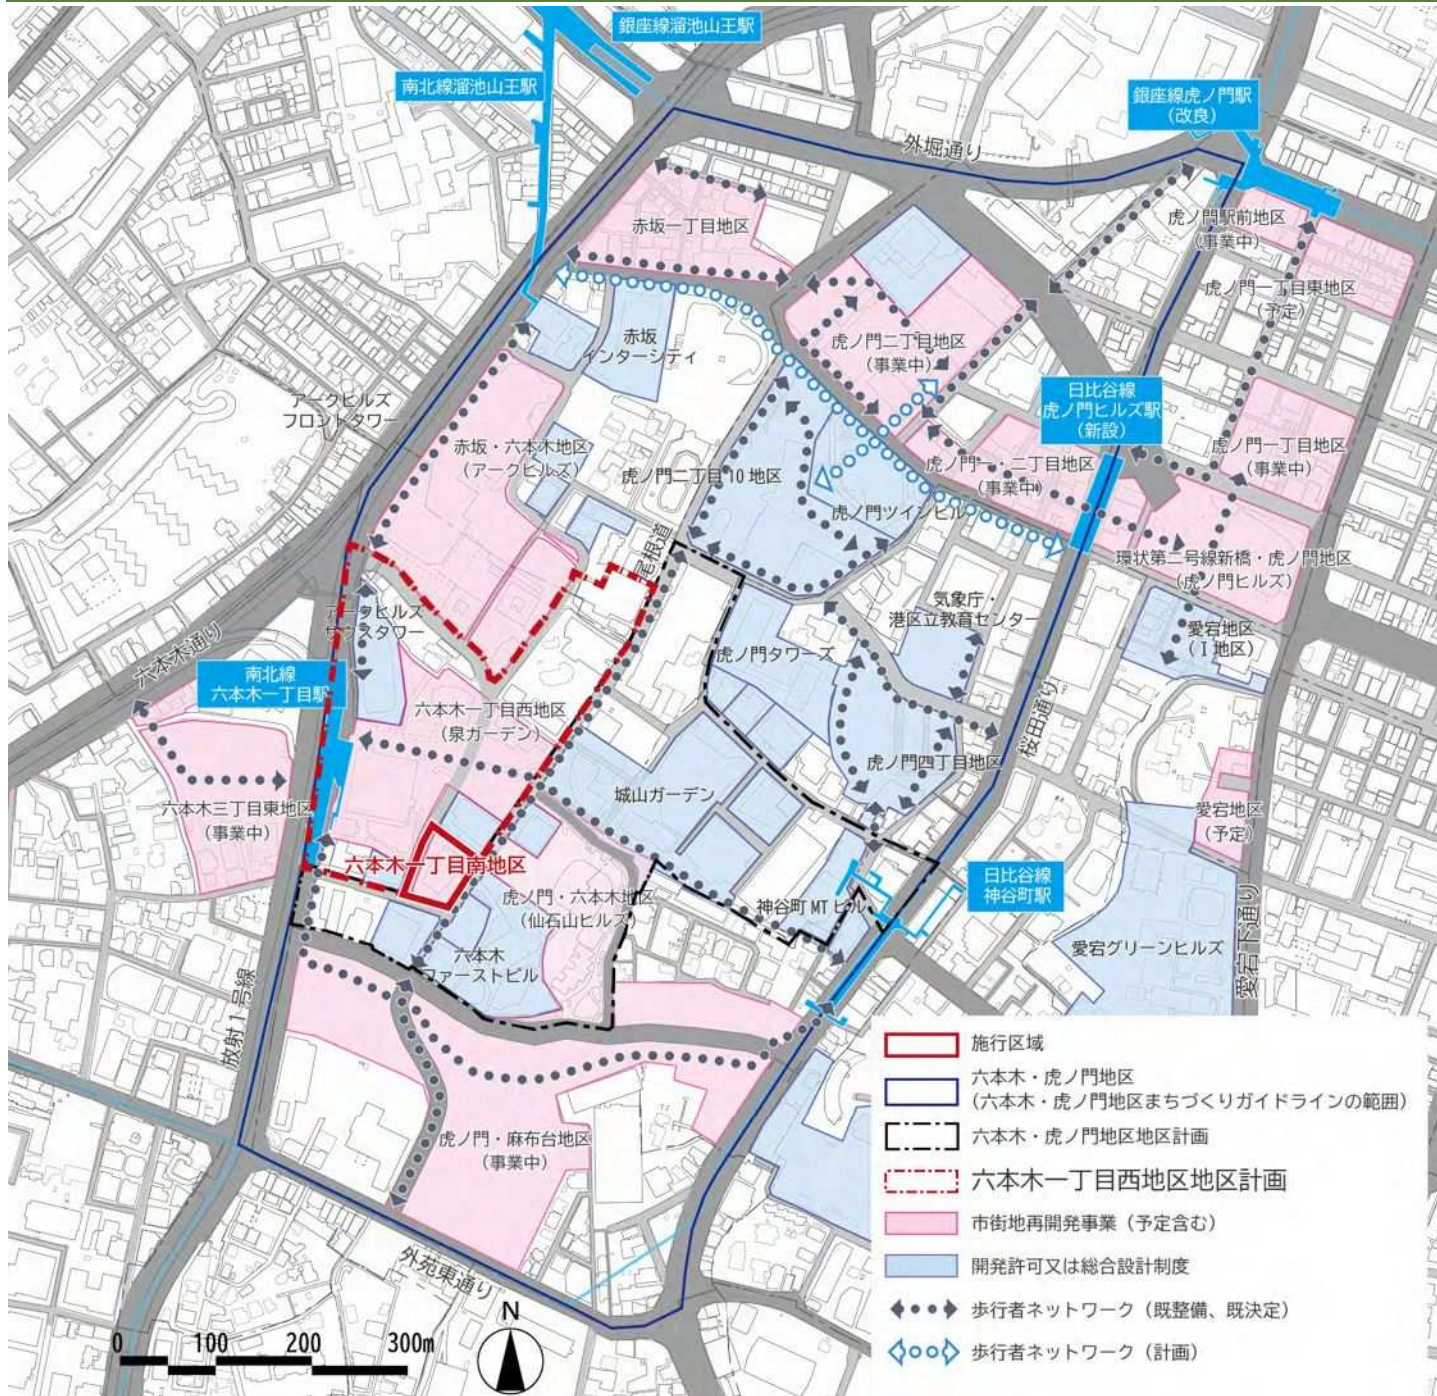 銀座線溜池山王駅
南北線溜池山王駅
銀座線虎ノ門駅
(改良)
外堀通り
虎ノ門駅前地区
(事業中)
赤坂一丁目地区
虎ノ門一丁目東地区
(予定)
赤坂
インターシティ
虎ノ門二丁目地区
(事業中)
日比谷線
虎ノ門ヒルズ駅
(新設)
アークヒルズ
フロントタワー
赤坂・六本木地区
(アークヒルズ)
虎ノ門二丁目10地区
虎ノ門一・二丁目地区
(事業中)
虎ノ門一丁目地区
(事業中)
虎ノ門ツインビル
尾根道
環状第二号線新橋・虎ノ門地区
(虎ノ門ヒルズ)
気象庁・
港区立教育センター
アークヒルズ
サウスタワー
愛宕地区
(Ⅰ地区)
虎ノ門タワーズ
六本木通り
南北線
六本木一丁目駅
六本木一丁目西地区
(泉ガーデン)
桜田通り
虎ノ門四丁目地区
城山ガーデン
六本木三丁目東地区
(事業中)
愛宕地区
(予定)
六本木一丁目南地区
虎ノ門・六本木地区
(仙石山ヒルズ)
神谷町MTビル
日比谷線
神谷町駅
六本木
ファーストビル
愛宕グリーンヒルズ
愛宕下通り
放射1号線
虎ノ門・麻布台地区
(事業中)
外苑東通り
N
0 100 200 300m
施行区域
六本木・虎ノ門地区
(六本木・虎ノ門地区まちづくりガイドラインの範囲)
六本木・虎ノ門地区地区計画
六本木一丁目西地区地区計画
市街地再開発事業(予定含む)
開発許可又は総合設計制度
歩行者ネットワーク(既整備、既決定)
歩行者ネットワーク(計画)